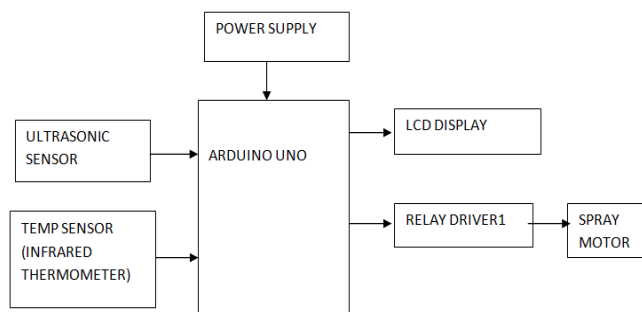 POWER SUPPLY
ULTRASONIC
SENSOR
ARDUINO UNO
LCD DISPLAY
TEMP SENSOR
(INFRARED
THERMOMETER)
RELAY DRIVER1
SPRAY
MOTOR